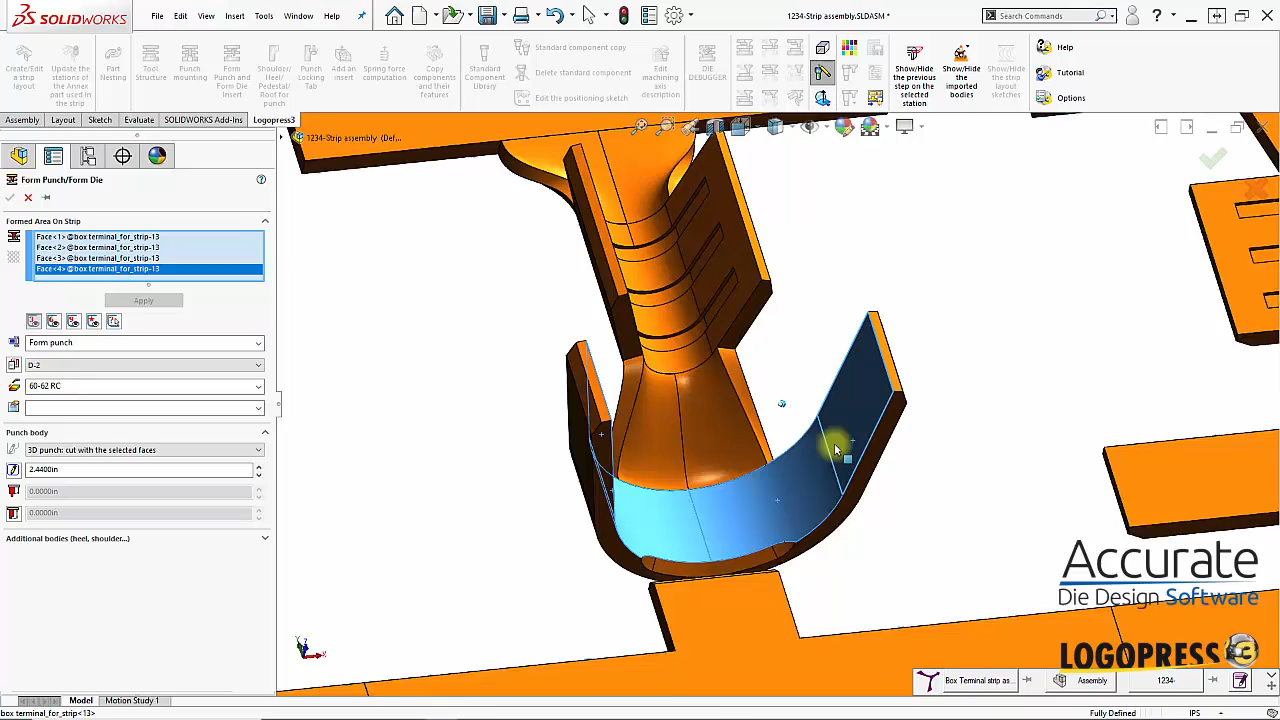 SOLIDWORKS
File
Edit
View
Insert
Tools
Window
Help
1234-Strip assembly.SLDASM *
Search Commands
?
Create/Edit a strip layout
Update the stations of the Annex part used in the strip
Part Nesting
Tool Structure
Punch mounting
Form Punch and Form Die Insert
Shoulder/ Heel/ Pedestal/ Roof for punch
Punch Locking Tab
Add an insert
Spring force computation
Copy components and their features
Standard Component Library
Standard component copy
Delete standard component
Edit the positioning sketch
Edit machining axis description
DIE DEBUGGER
Show/Hide the previous step on the selected station
Show/Hide the imported bodies
Show/Hide the strip layout sketches
Help
Tutorial
Options
Assembly
Layout
Sketch
Evaluate
SOLIDWORKS Add-Ins
Logopress3
1234-Strip assembly (Def...
Form Punch/Form Die
Formed Area On Strip
Face<1>@box terminal_for_strip-13
Face<2>@box terminal_for_strip-13
Face<3>@box terminal_for_strip-13
Face<4>@box terminal_for_strip-13
Apply
Form punch
D-2
60-62 RC
Punch body
3D punch: cut with the selected faces
2.4400in
0.0000in
0.0000in
Additional bodies (heel, shoulder...)
Accurate
Die Design Software
LOGOPRESS 3
Box Terminal strip as...
Assembly
1234-
Model
Motion Study 1
box terminal_for_strip<13>
Fully Defined
IPS